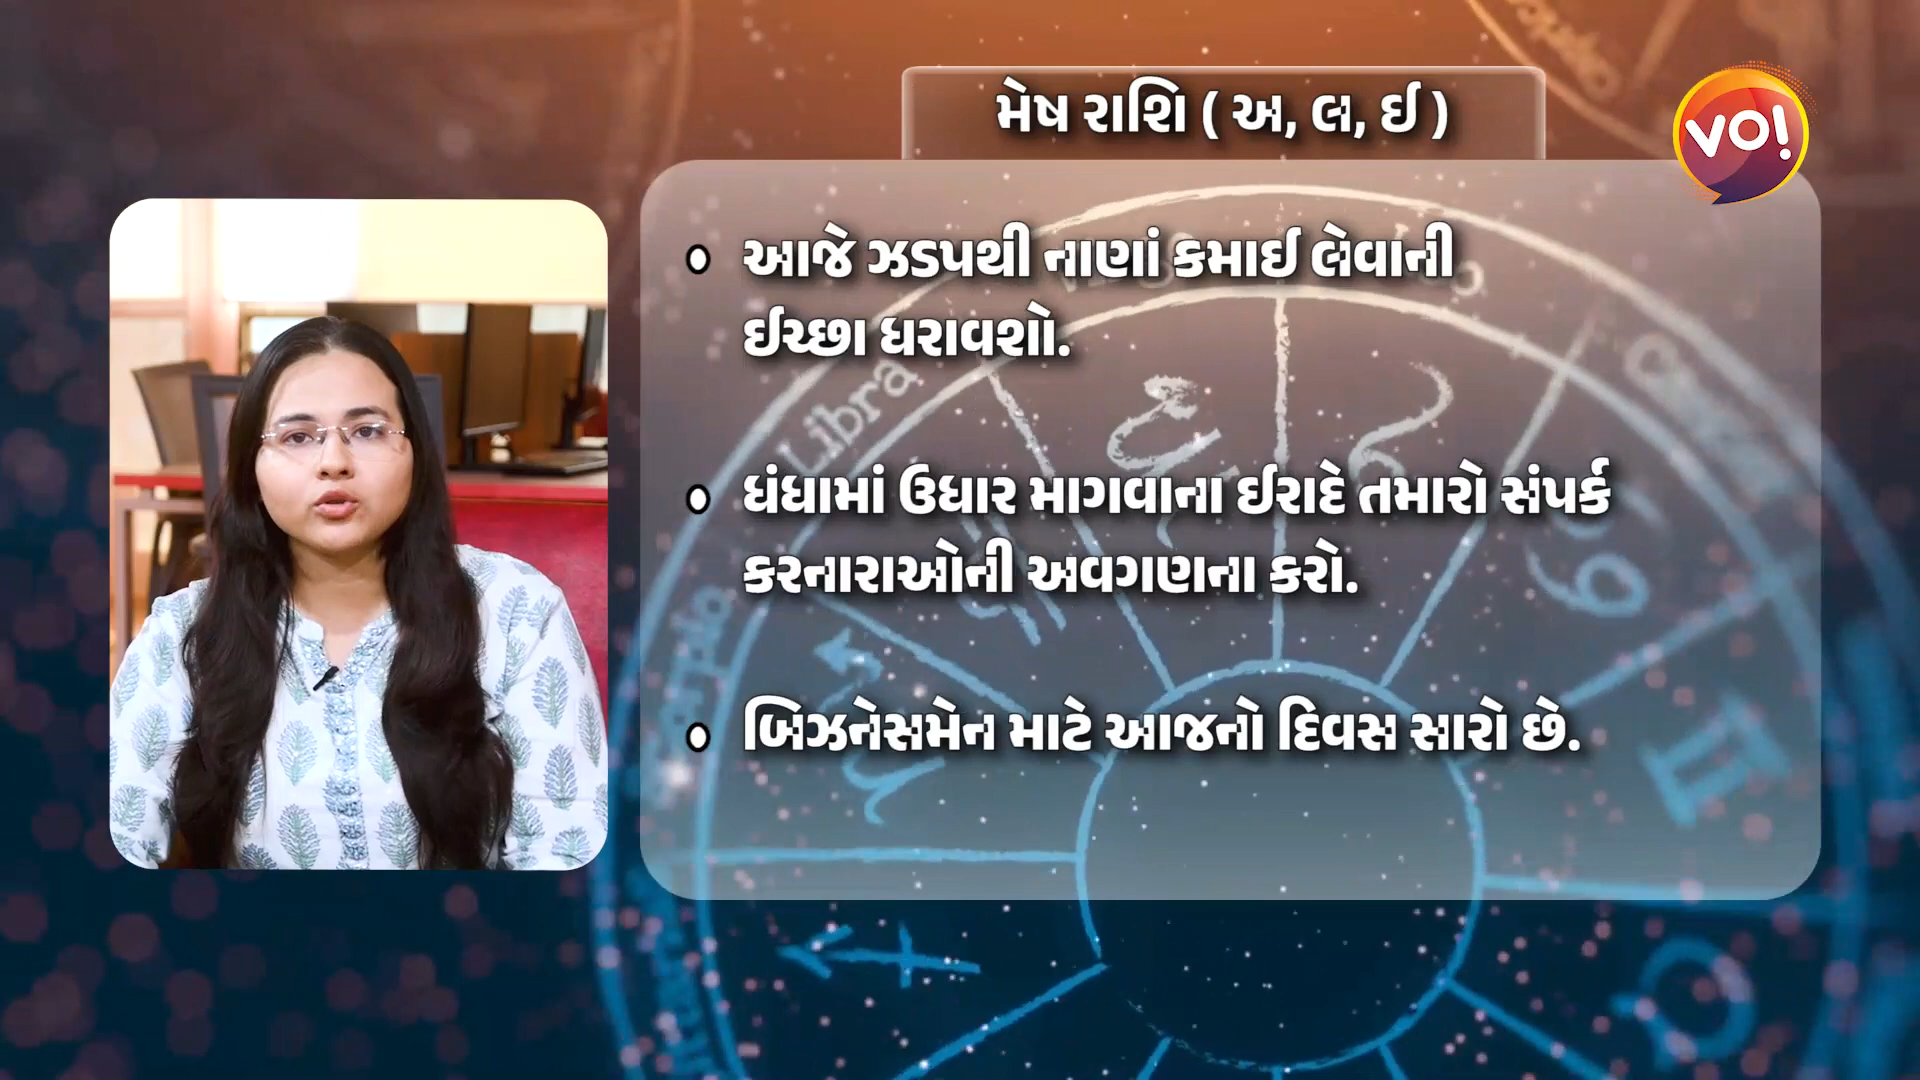 મેષ રાશિ ( અ, લ, ઈ )
vo!
આજે ઝડપથી નાણાં કમાઈ લેવાની
ઈચ્છા ધરાવશો.
ધંધામાં ઉધાર માગવાના ઈરાદે તમારો સંપર્ક
કરનારાઓની અવગણના કરો.
બિઝનેસમેન માટે આજનો દિવસ સારો છે.
Libra